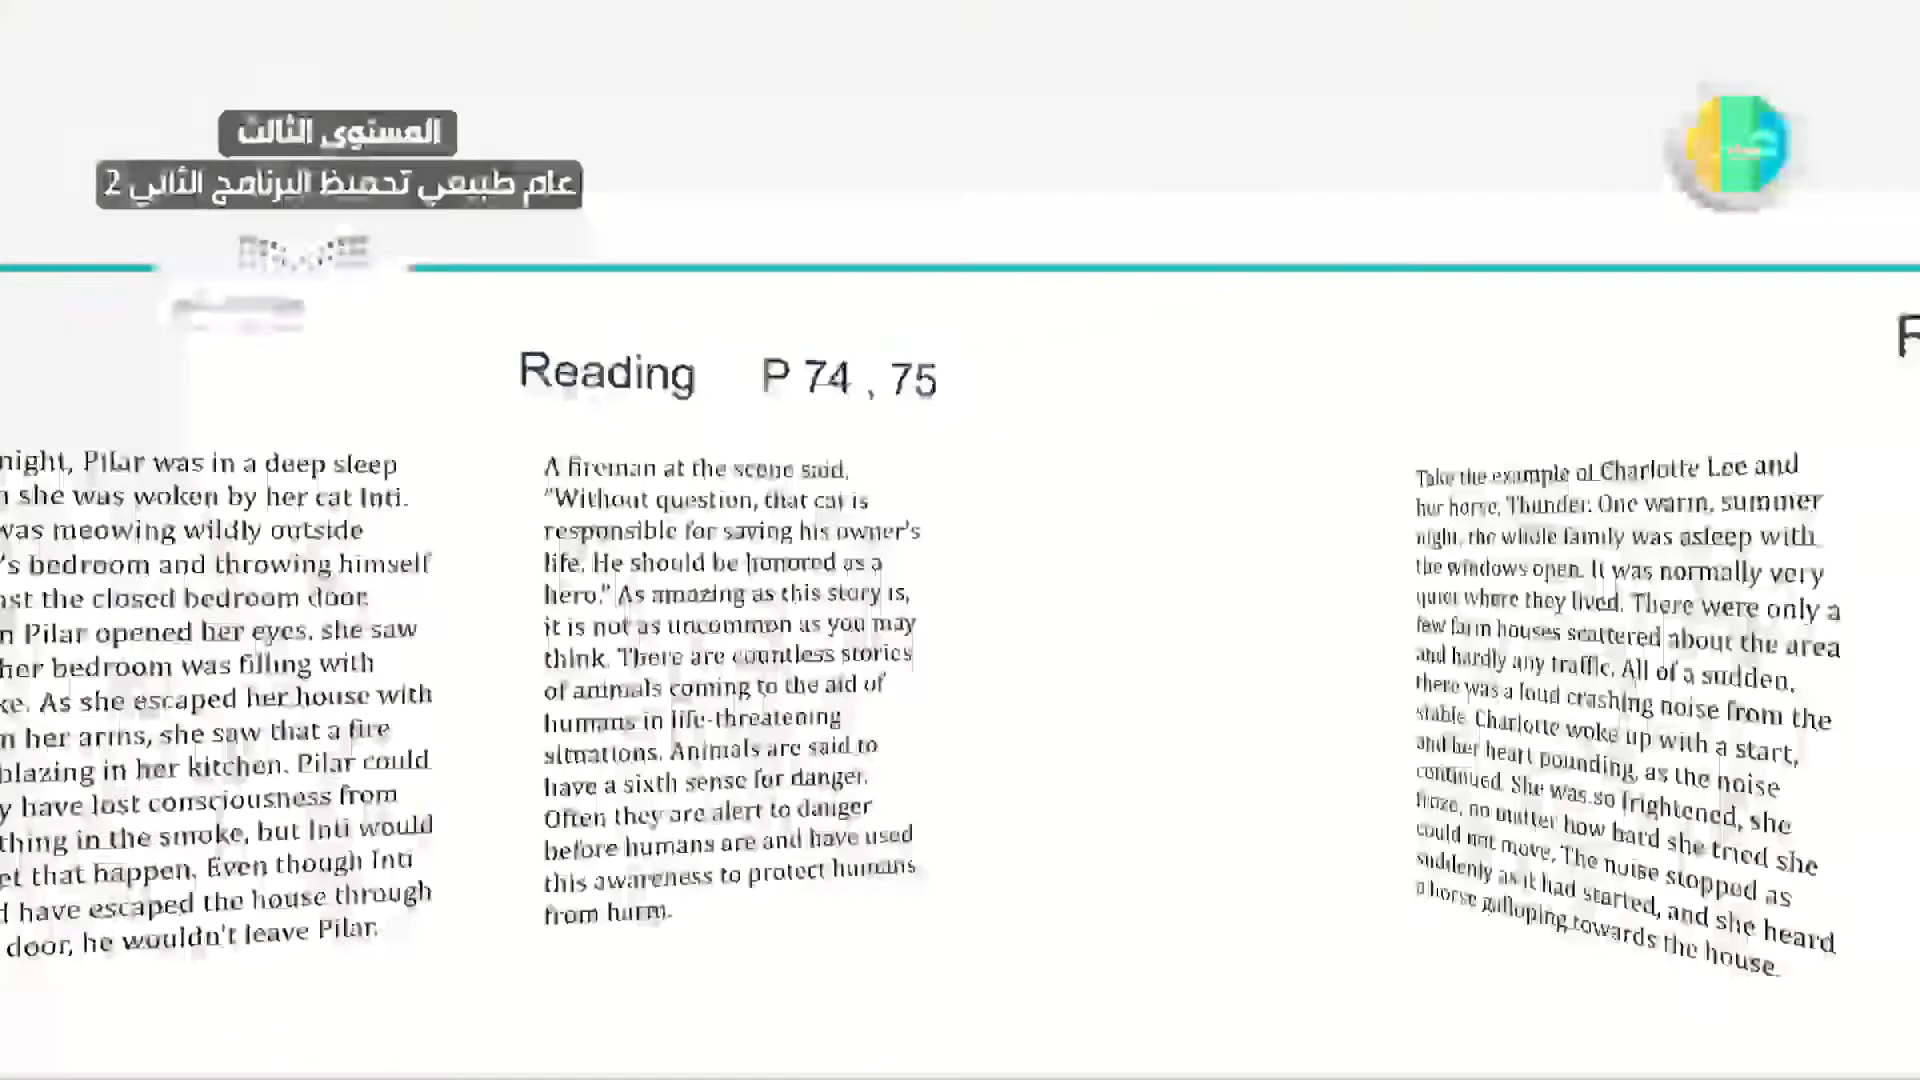 المستوى الثالث
عام طبيعي تحفيظ البرنامج الثاني 2
Reading P 74 , 75
night, Pilar was in a deep sleep
she was woken by her cat Inti.
was meowing wildly outside
's bedroom and throwing himself
the closed bedroom door.
Pilar opened her eyes, she saw
her bedroom was filling with
As she escaped her house with
her arms, she saw that a fire
blazing in her kitchen. Pilar could
have lost consciousness from
thing in the smoke, but Inti would
that happen. Even though Inti
have escaped the house through
door, he wouldn't leave Pilar.
A fireman at the scene said,
"Without question, that cat is
responsible for saving his owner's
life. He should be honored as a
hero." As amazing as this story is,
it is not as uncommon as you may
think. There are countless stories
of animals coming to the aid of
humans in life-threatening
situations. Animals are said to
have a sixth sense for danger.
Often they are alert to danger
before humans are and have used
this awareness to protect humans
from harm.
R
Take the example of Charlotte Lee and
her horse, Thunder. One warm, summer
night, the whole family was asleep with
the windows open. It was normally very
quiet where they lived. There were only a
few farm houses scattered about the area
and hardly any traffic. All of a sudden,
there was a loud crashing noise from the
stable. Charlotte woke up with a start,
and her heart pounding, as the noise
continued. She was so frightened, she
froze, no matter how hard she tried she
could not move. The noise stopped as
suddenly as it had started, and she heard
a horse galloping towards the house.